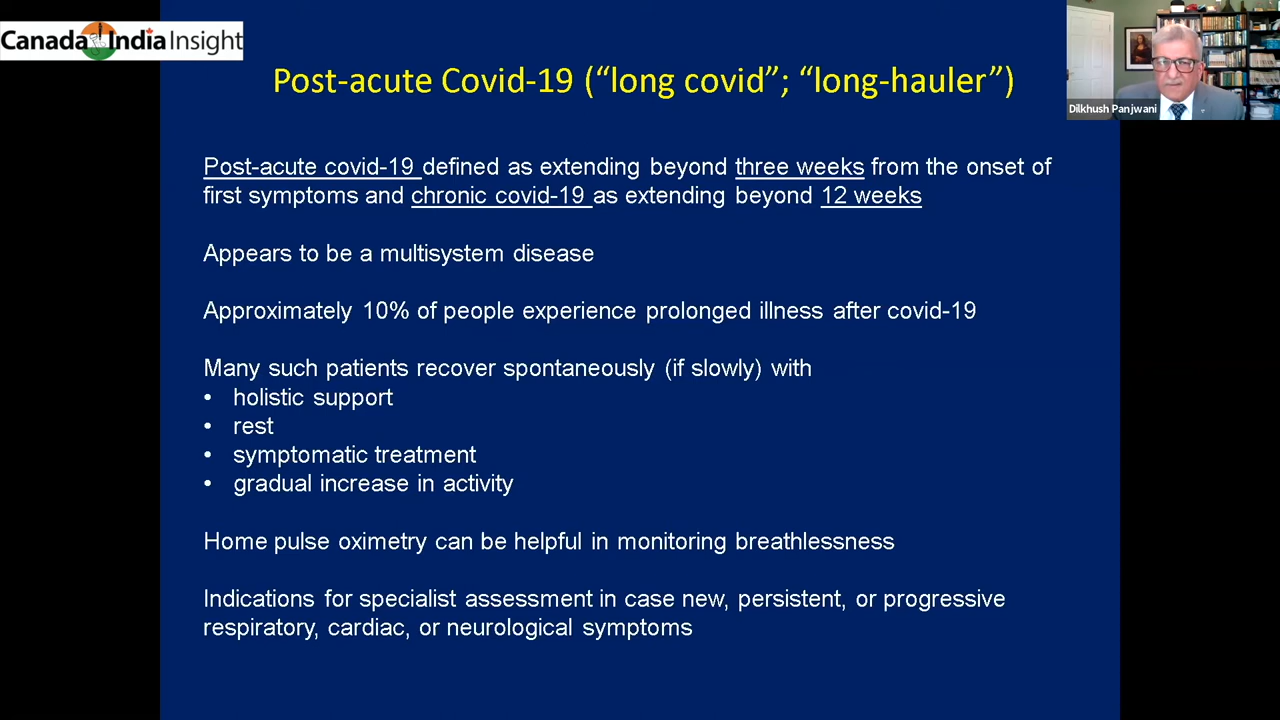 Canada India Insight
Dilkhush Panjwani
Post-acute Covid-19 (“long covid”; “long-hauler”)
Post-acute covid-19 defined as extending beyond three weeks from the onset of
first symptoms and chronic covid-19 as extending beyond 12 weeks
Appears to be a multisystem disease
Approximately 10% of people experience prolonged illness after covid-19
Many such patients recover spontaneously (if slowly) with
• holistic support
• rest
• symptomatic treatment
• gradual increase in activity
Home pulse oximetry can be helpful in monitoring breathlessness
Indications for specialist assessment in case new, persistent, or progressive
respiratory, cardiac, or neurological symptoms